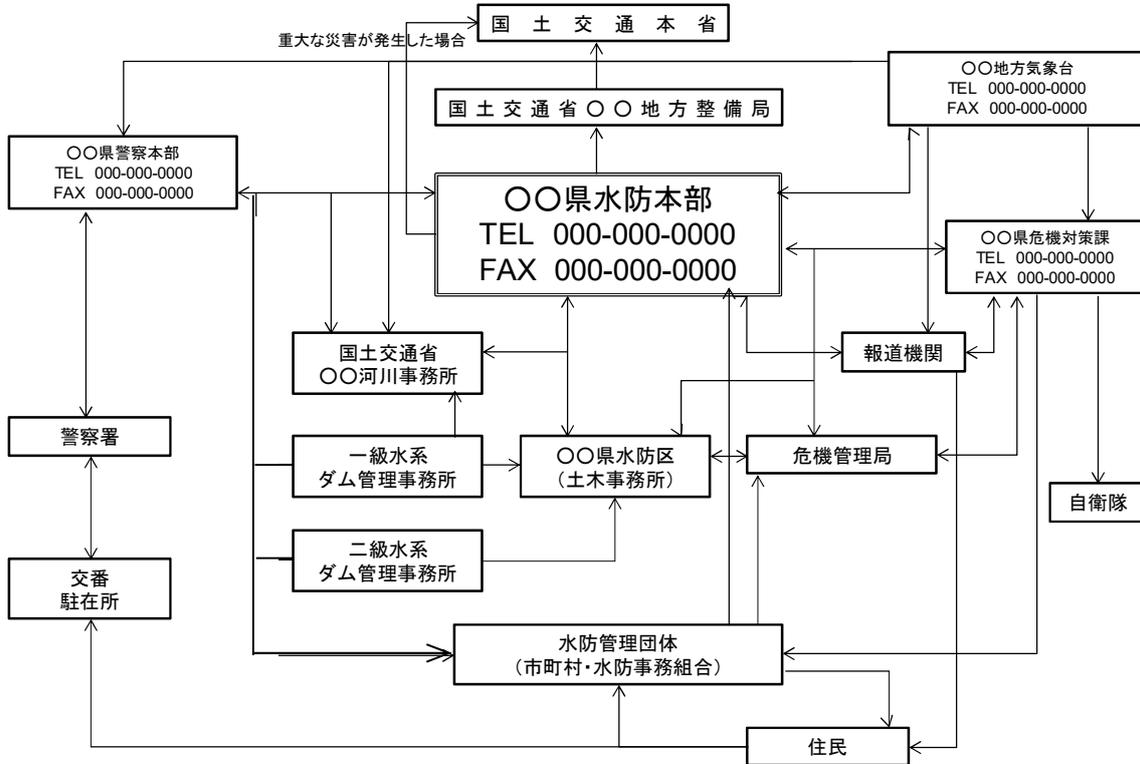 国土交通本省
重大な災害が発生した場合
〇〇地方気象台
TEL 000-000-0000
FAX 000-000-0000
国土交通省〇〇地方整備局
〇〇県警察本部
TEL 000-000-0000
FAX 000-000-0000
〇〇県水防本部
TEL 000-000-0000
FAX 000-000-0000
〇〇県危機対策課
TEL 000-000-0000
FAX 000-000-0000
国土交通省
〇〇河川事務所
報道機関
警察署
一級水系
ダム管理事務所
〇〇県水防区
(土木事務所)
危機管理局
自衛隊
二級水系
ダム管理事務所
交番
駐在所
水防管理団体
(市町村・水防事務組合)
住民